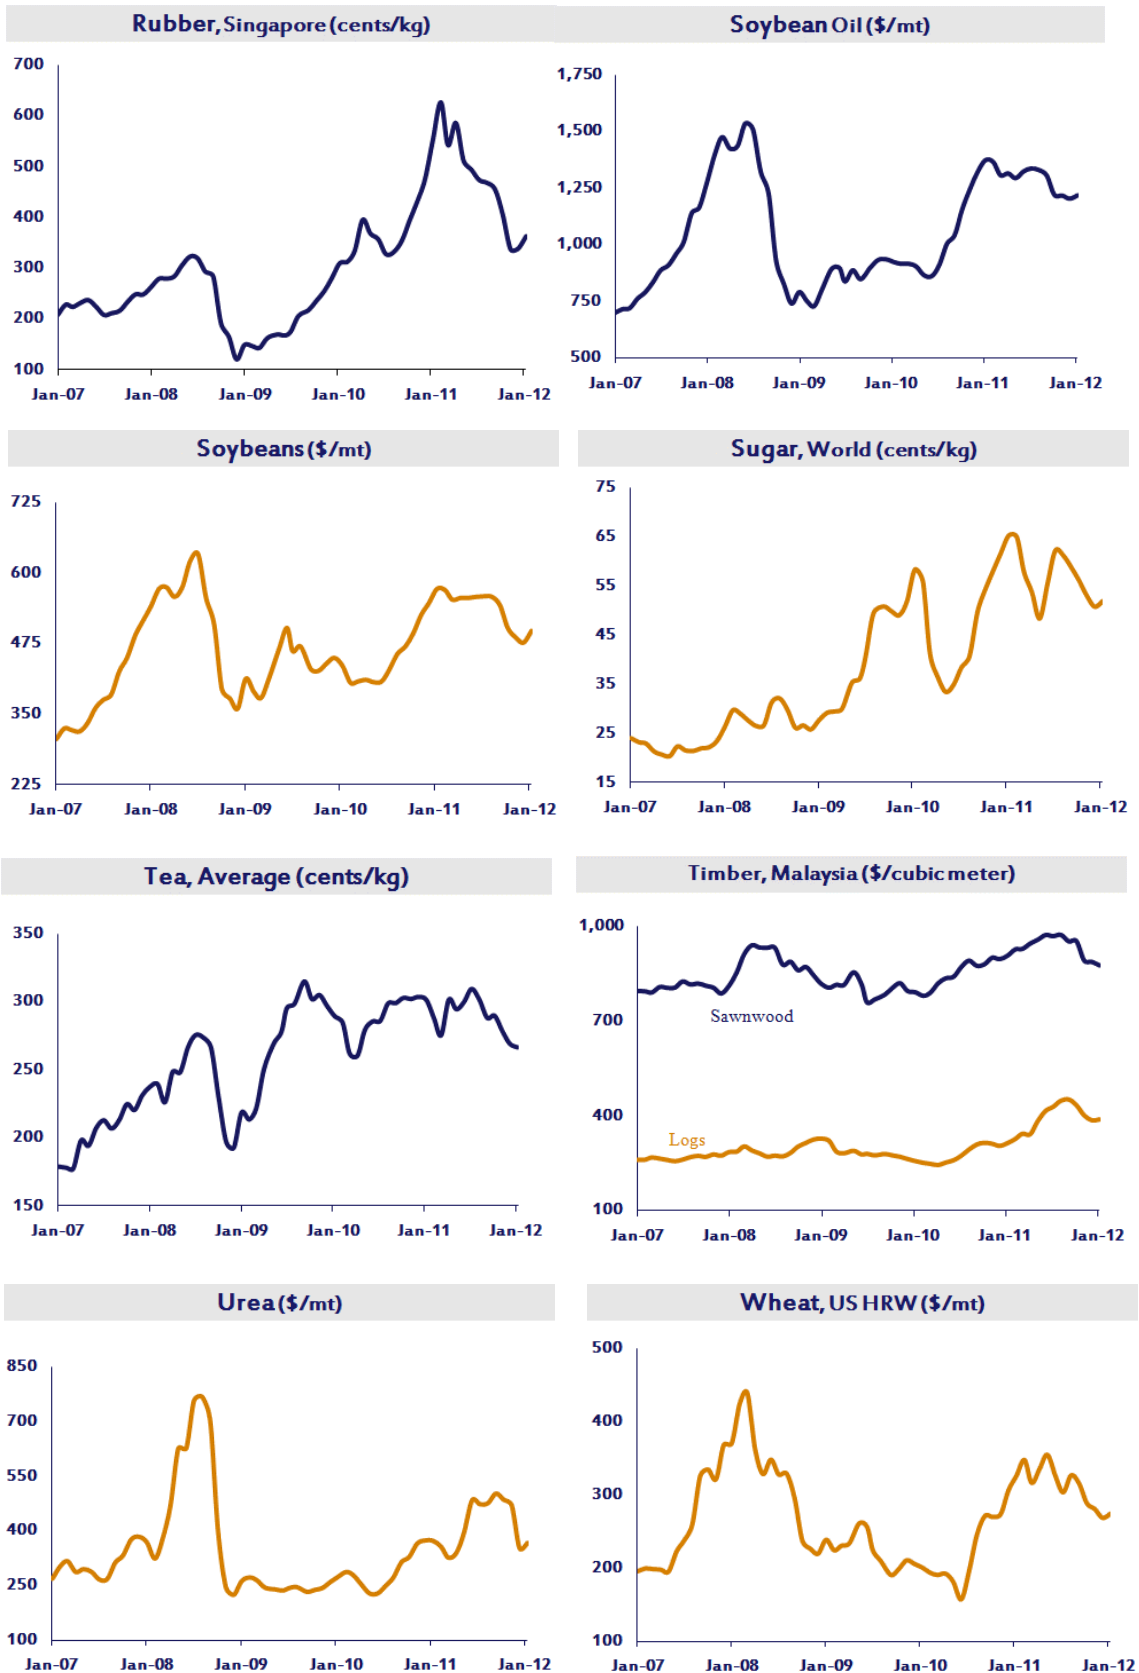 Rubber, Singapore (cents/kg)
700
600
500
400
300
200
100
Jan-07 Jan-08 Jan-09 Jan-10 Jan-11 Jan-12
Soybean Oil ($/mt)
1,750
1,500
1,250
1,000
750
500
Jan-07 Jan-08 Jan-09 Jan-10 Jan-11 Jan-12
Soybeans ($/mt)
725
600
475
350
225
Jan-07 Jan-08 Jan-09 Jan-10 Jan-11 Jan-12
Sugar, World (cents/kg)
75
65
55
45
35
25
15
Jan-07 Jan-08 Jan-09 Jan-10 Jan-11 Jan-12
Tea, Average (cents/kg)
350
300
250
200
150
Jan-07 Jan-08 Jan-09 Jan-10 Jan-11 Jan-12
Timber, Malaysia ($/cubic meter)
1,000
700
400
100
Sawnwood
Logs
Jan-07 Jan-08 Jan-09 Jan-10 Jan-11 Jan-12
Urea ($/mt)
850
700
550
400
250
100
Jan-07 Jan-08 Jan-09 Jan-10 Jan-11 Jan-12
Wheat, US HRW ($/mt)
500
400
300
200
100
Jan-07 Jan-08 Jan-09 Jan-10 Jan-11 Jan-12